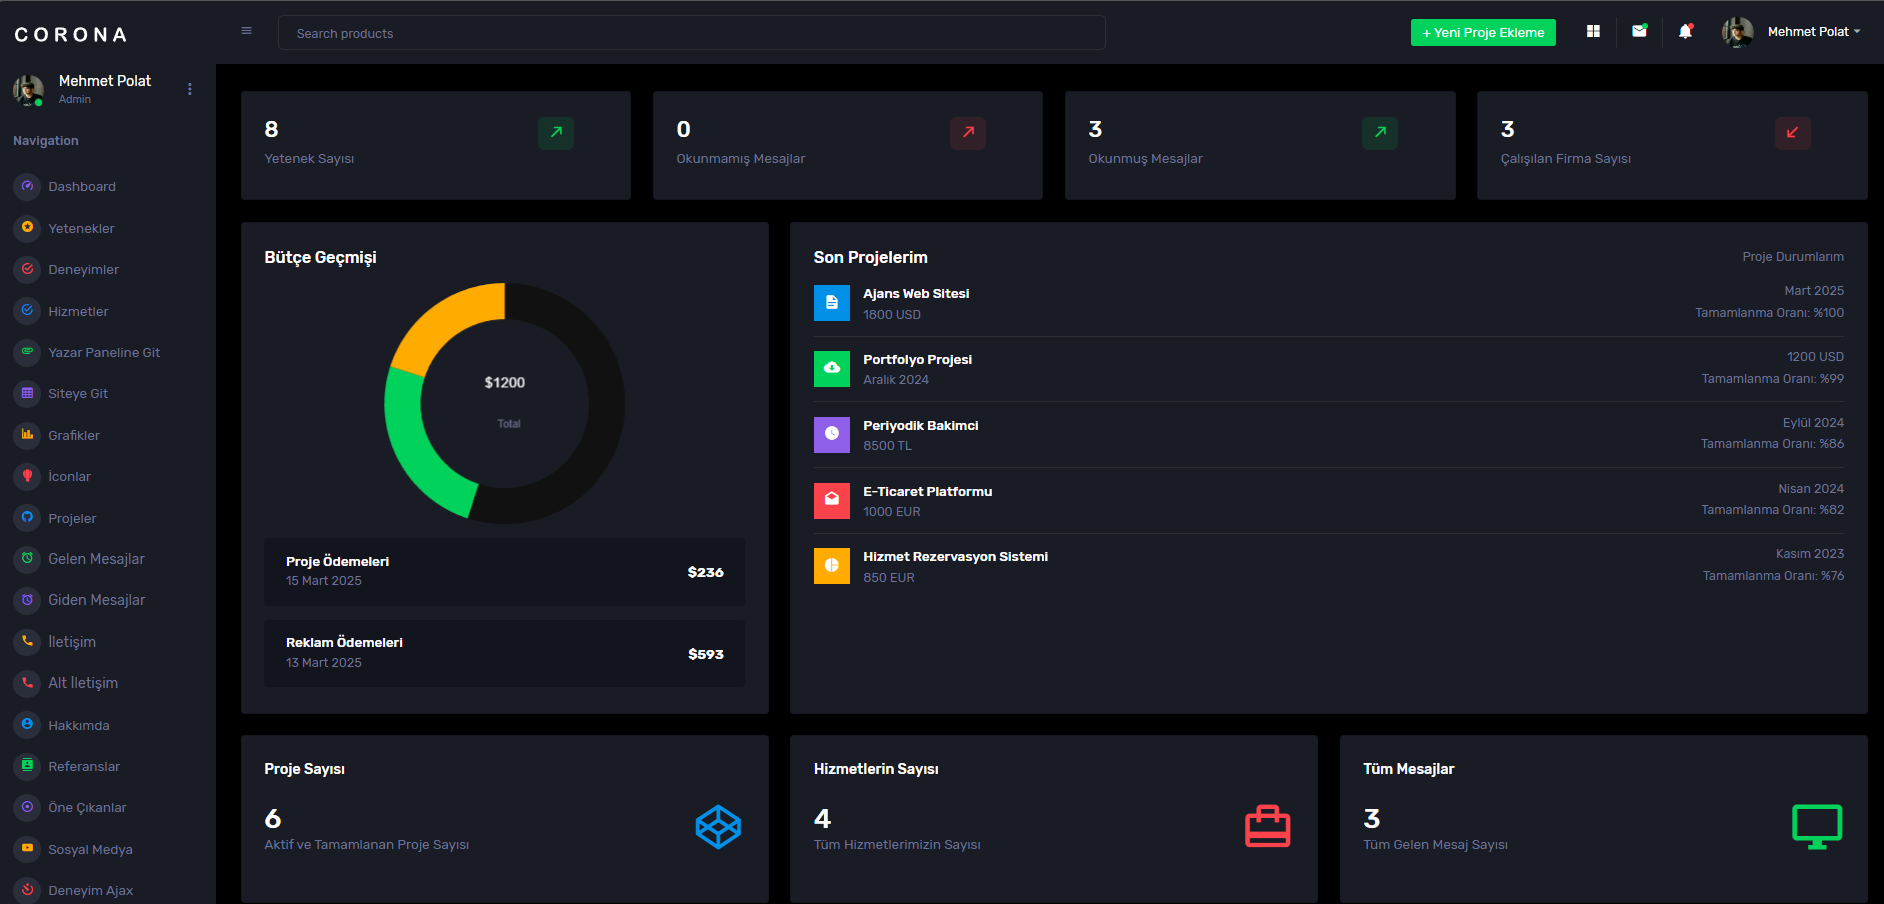 CORONA
Search products
+ Yeni Proje Ekleme
Mehmet Polat
Mehmet Polat
Admin
Navigation
Dashboard
Yetenekler
Deneyimler
Hizmetler
Yazar Paneline Git
Siteye Git
Grafikler
İconlar
Projeler
Gelen Mesajlar
Giden Mesajlar
İletişim
Alt İletişim
Hakkımda
Referanslar
Öne Çıkanlar
Sosyal Medya
Deneyim Ajax
8
Yetenek Sayısı
0
Okunmamış Mesajlar
3
Okunmuş Mesajlar
3
Çalışılan Firma Sayısı
Bütçe Geçmişi
$1200
Total
Proje Ödemeleri
15 Mart 2025
$236
Reklam Ödemeleri
13 Mart 2025
$593
Son Projelerim
Proje Durumlarım
Ajans Web Sitesi
1800 USD
Mart 2025
Tamamlanma Oranı: %100
Portfolyo Projesi
Aralık 2024
1200 USD
Tamamlanma Oranı: %99
Periyodik Bakimci
8500 TL
Eylül 2024
Tamamlanma Oranı: %86
E-Ticaret Platformu
1000 EUR
Nisan 2024
Tamamlanma Oranı: %82
Hizmet Rezervasyon Sistemi
850 EUR
Kasım 2023
Tamamlanma Oranı: %76
Proje Sayısı
6
Aktif ve Tamamlanan Proje Sayısı
Hizmetlerin Sayısı
4
Tüm Hizmetlerimizin Sayısı
Tüm Mesajlar
3
Tüm Gelen Mesaj Sayısı